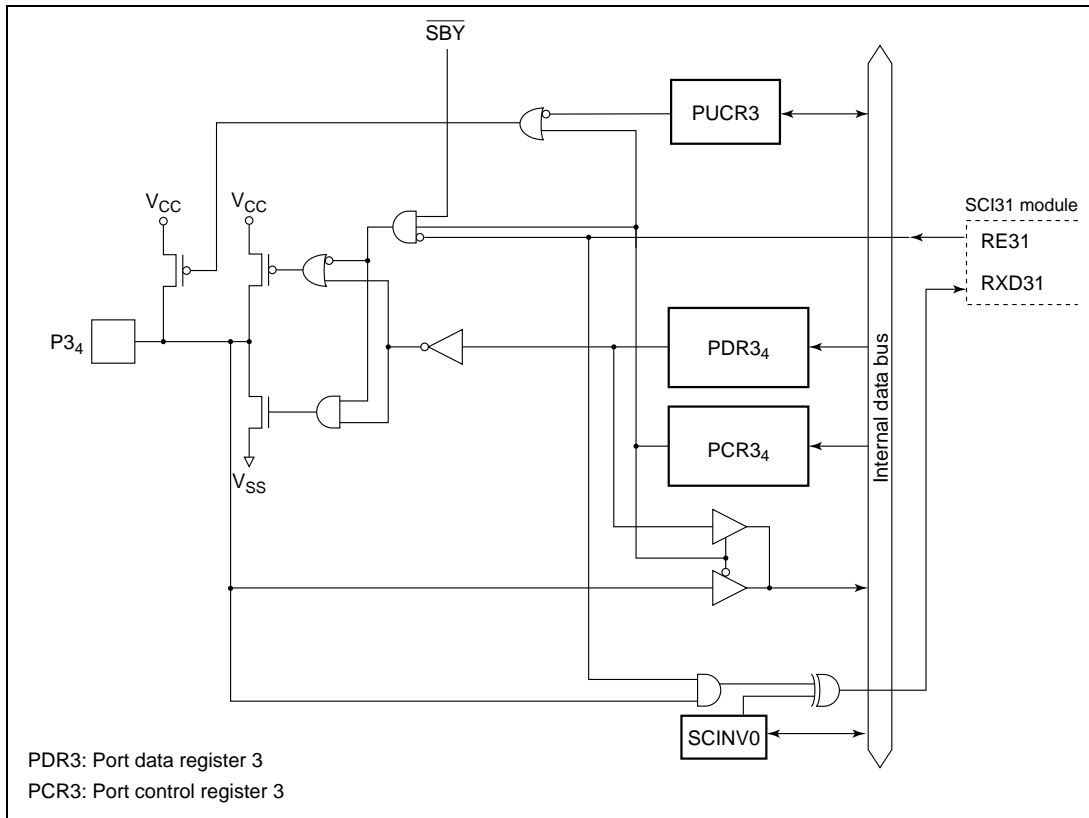 SBY
PUCR3
VCC
VCC
SCI31 module
RE31
RXD31
P34
PDR34
PCR34
Internal data bus
VSS
SCINV0
PDR3: Port data register 3
PCR3: Port control register 3